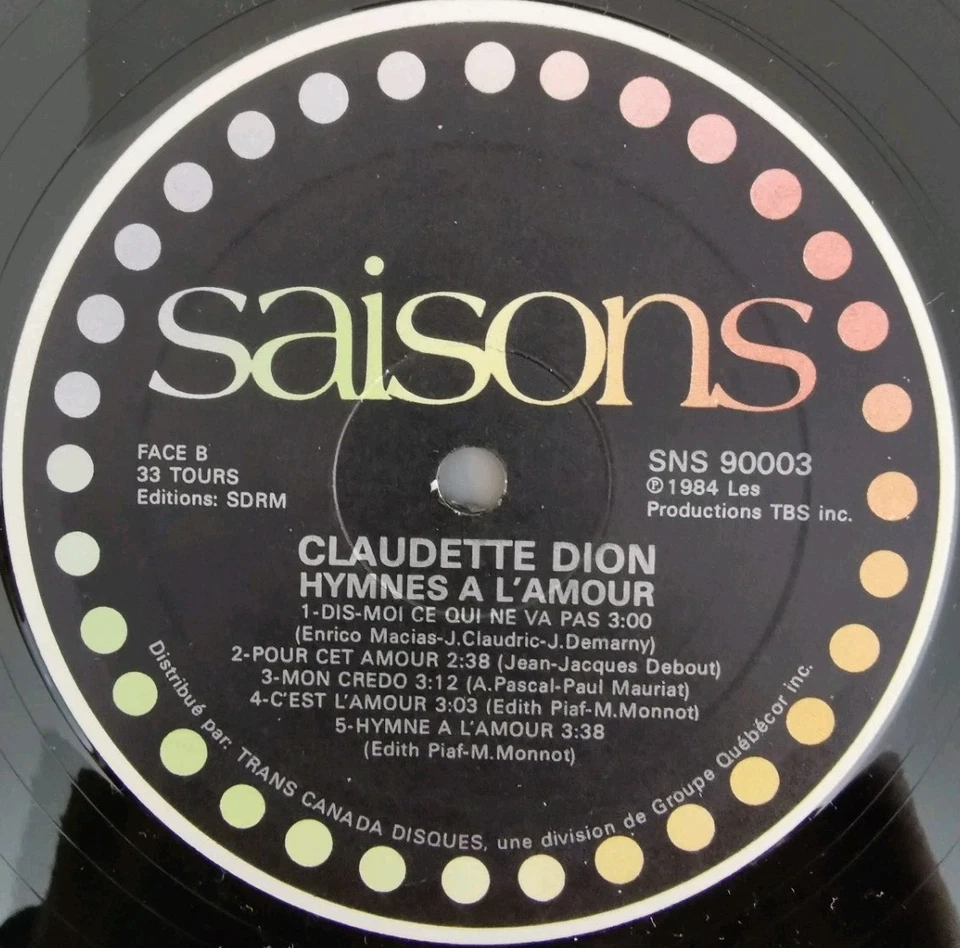 saisons
FACE B
33 TOURS
Editions: SDRM
SNS 90003
℗ 1984 Les
Productions TBS inc.
CLAUDETTE DION
HYMNES A L'AMOUR
1-DIS-MOI CE QUI NE VA PAS 3:00
(Enrico Macias-J.Claudric-J.Demarny)
2-POUR CET AMOUR 2:38 (Jean-Jacques Debout)
3-MON CREDO 3:12 (A.Pascal-Paul Mauriat)
4-C'EST L'AMOUR 3:03 (Edith Piaf-M.Monnot)
5-HYMNE A L'AMOUR 3:38
(Edith Piaf-M.Monnot)
Distribué par: TRANS CANADA DISQUES, une division de Groupe Québécor inc.